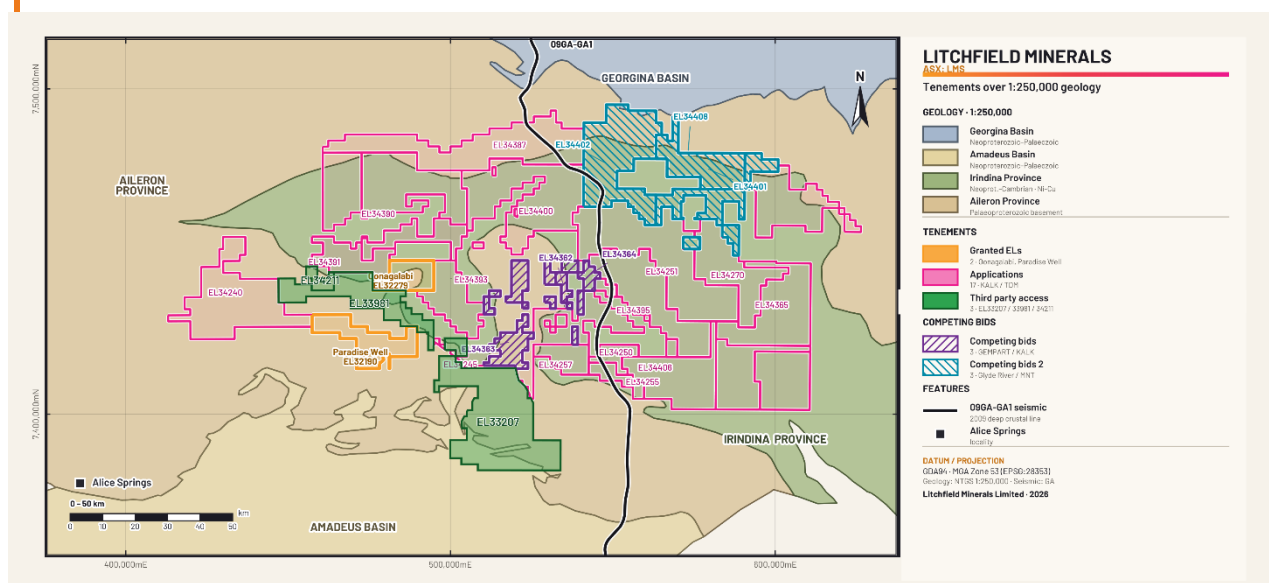 09GA-GA1
GEORGINA BASIN
N
7,500,000mN
EL34408
EL34387
EL34402
AILERON
PROVINCE
EL34401
EL34390
EL34400
EL34362
EL34364
EL34391
EL34211
Oonagalabi
EL32279
EL34393
EL34251
EL34270
EL34240
EL33981
EL34365
EL34395
Paradise Well
EL32190
EL34363
EL34245
EL34257
EL34250
EL34406
EL34255
7,400,000mN
EL33207
IRINDINA PROVINCE
Alice Springs
0 – 50 km
km
0 10 20 30 40 50
AMADEUS BASIN
400,000mE
500,000mE
600,000mE
LITCHFIELD MINERALS
ASX: LMS
Tenements over 1:250,000 geology
GEOLOGY · 1:250,000
Georgina Basin
Neoproterozoic–Palaeozoic
Amadeus Basin
Neoproterozoic–Palaeozoic
Irindina Province
Neoprot.–Cambrian · Ni-Cu
Aileron Province
Palaeoproterozoic basement
TENEMENTS
Granted ELs
2 · Oonagalabi, Paradise Well
Applications
17 · KALK / TOM
Third party access
3 · EL33207 / 33981 / 34211
COMPETING BIDS
Competing bids
3 · GEMPART / KALK
Competing bids 2
3 · Clyze River / MNT
FEATURES
09GA-GA1 seismic
2009 deep crustal line
Alice Springs
locality
DATUM / PROJECTION
GDA94 · MGA Zone 53 (EPSG:28353)
Geology: NTGS 1:250,000 · Seismic: GA
Litchfield Minerals Limited · 2026